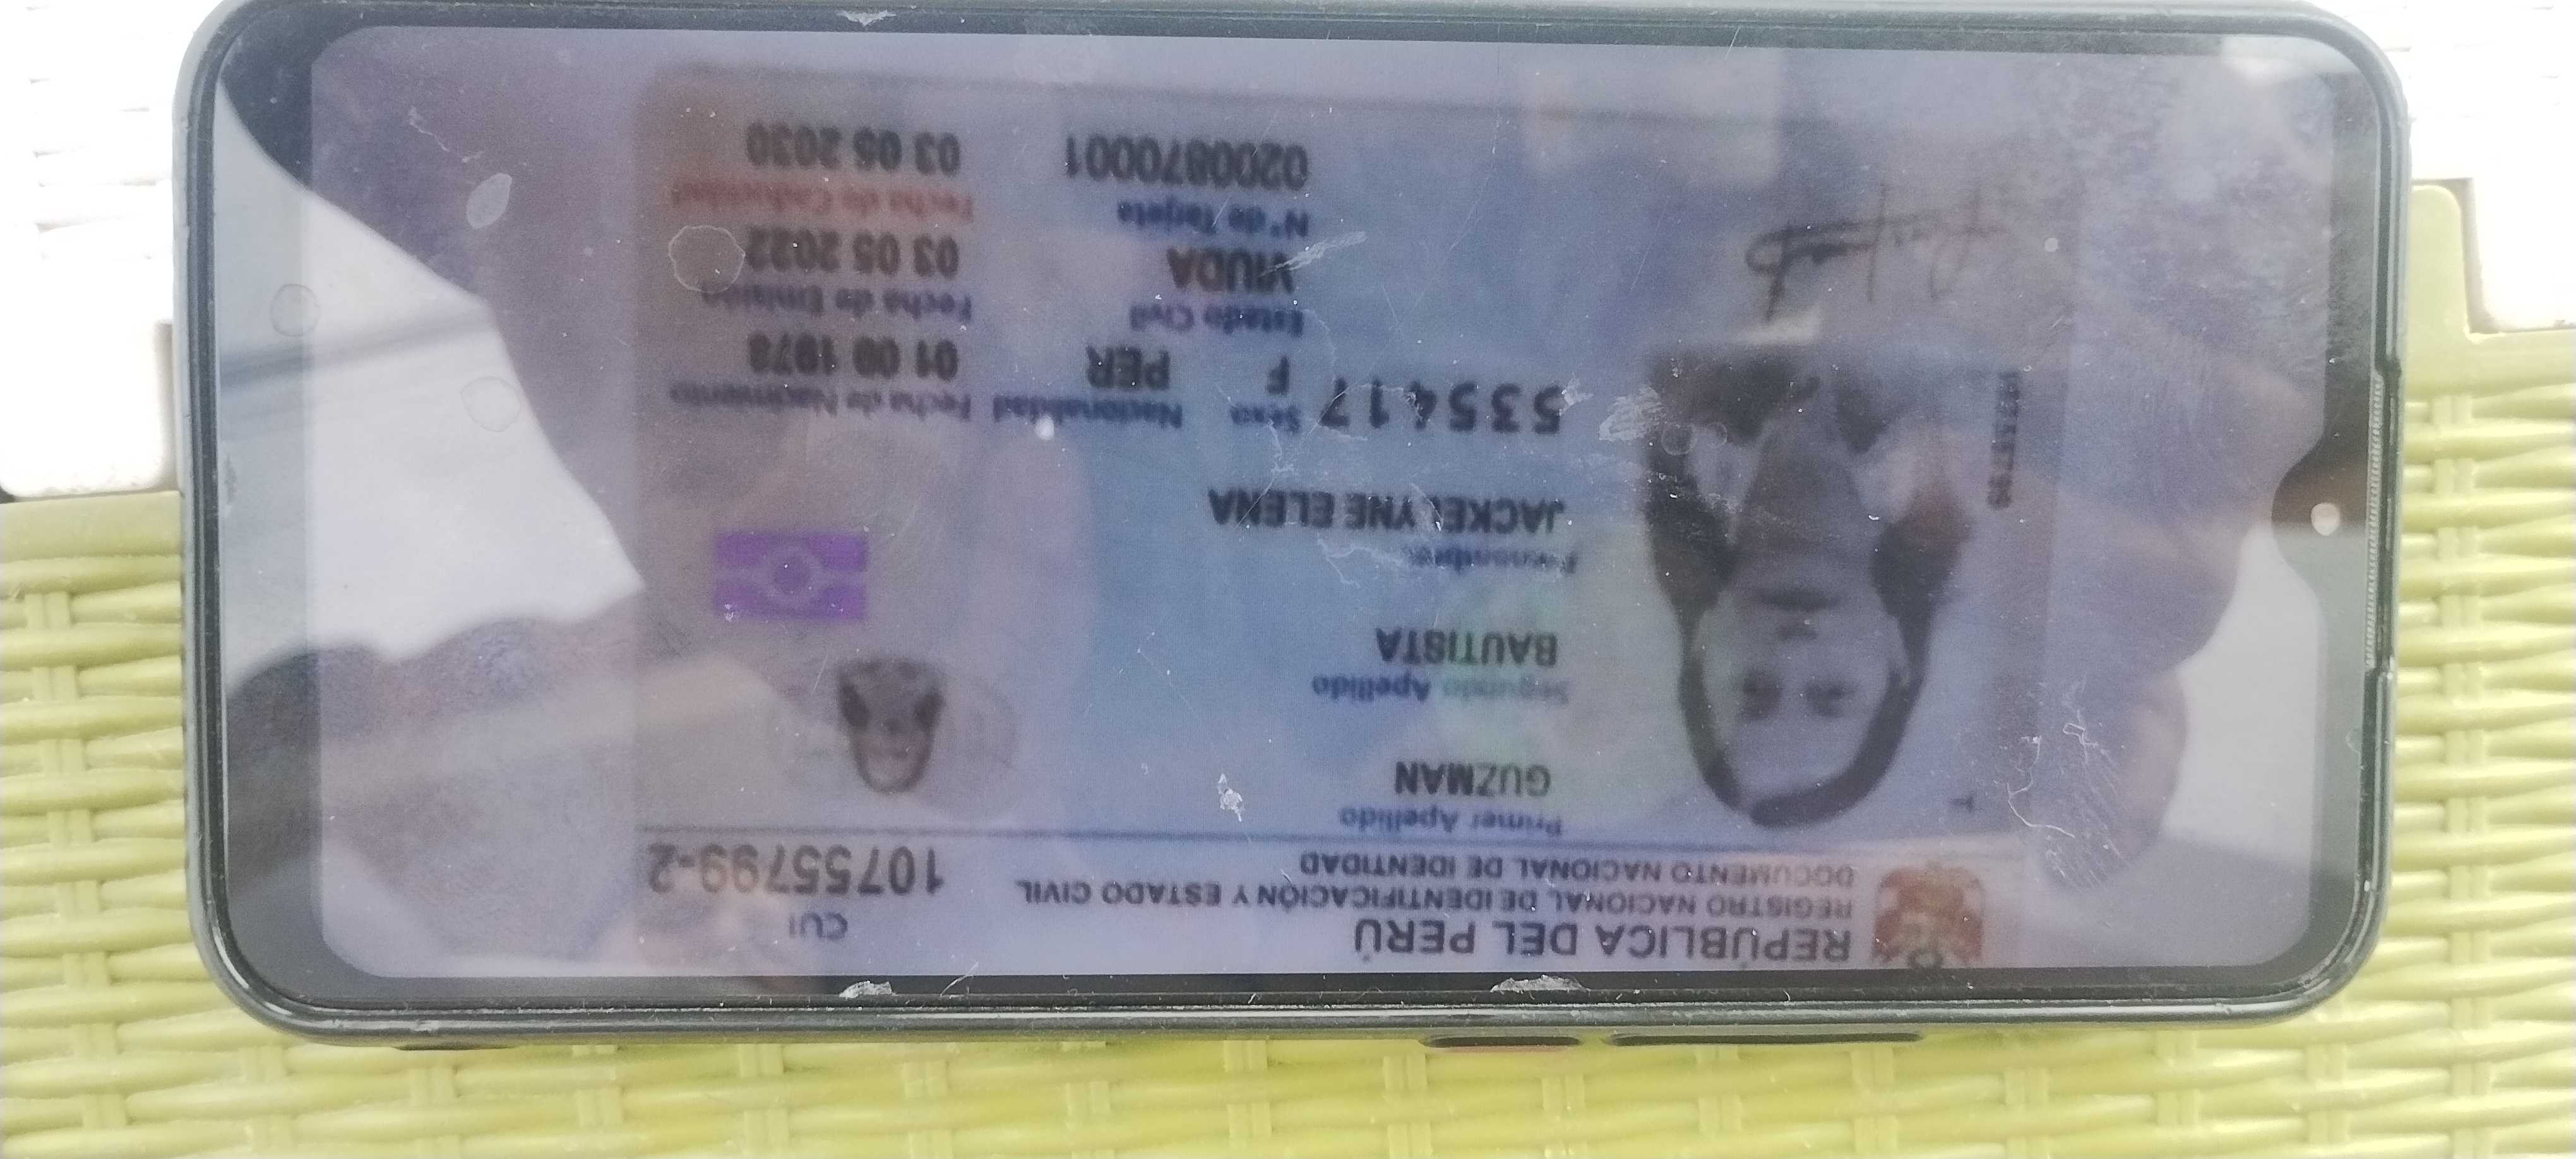 REPÚBLICA DEL PERÚ
REGISTRO NACIONAL DE IDENTIFICACIÓN Y ESTADO CIVIL
DOCUMENTO NACIONAL DE IDENTIDAD
CUI
10755799-2
Primer Apellido
GUZMAN
Segundo Apellido
BAUTISTA
Prenombres
JACKELYNE ELENA
535417
Sexo
F
Nacionalidad
PER
Fecha de Nacimiento
Estado Civil
VIUDA
Fecha de Emisión
03 05 2022
N° de Tarjeta
0200870001
Fecha de Caducidad
03 05 2030